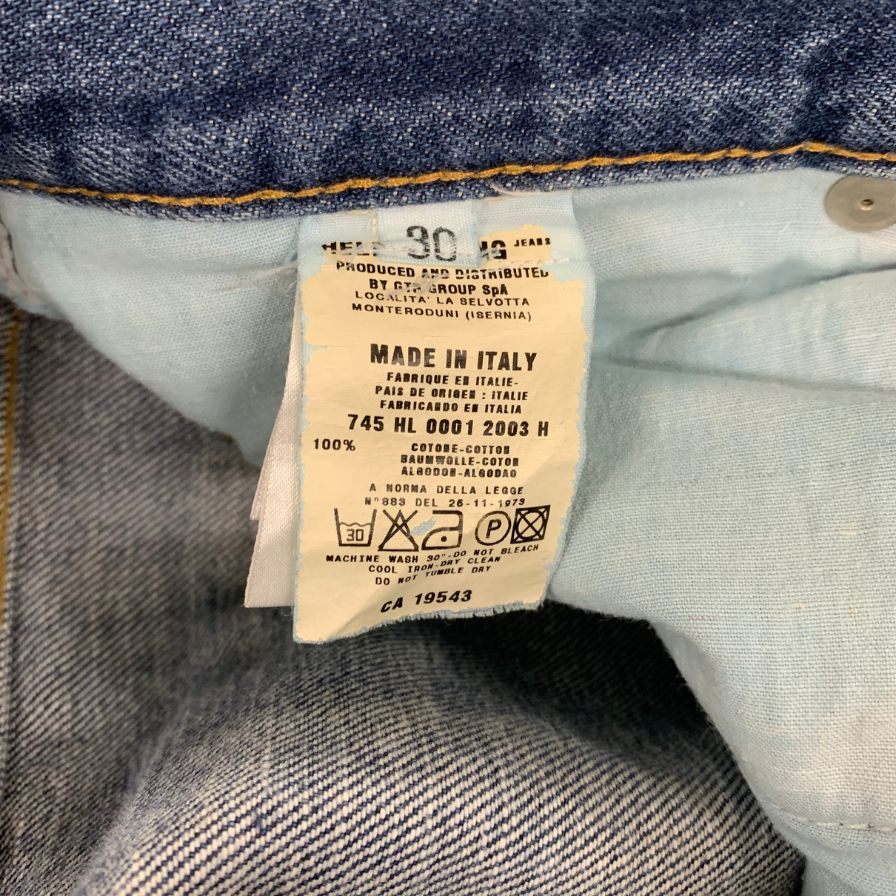 30 JEANS
PRODUCED AND DISTRIBUTED
BY GTR GROUP SpA
LOCALITA' LA SELVOTTA
MONTERODUNI (ISERNIA)
MADE IN ITALY
FABRIQUE EN ITALIE-
PAIS DE ORIGEN : ITALIE
FABRICANDO EN ITALIA
745 HL 0001 2003 H
100% COTONE-COTTON
BAUMWOLLE-COTON
ALGODON-ALGODAO
A NORMA DELLA LEGGE
N°883 DEL 26-11-1973
30 P
MACHINE WASH 30°-DO NOT BLEACH
COOL IRON-DRY CLEAN
DO NOT TUMBLE DRY
CA 19543